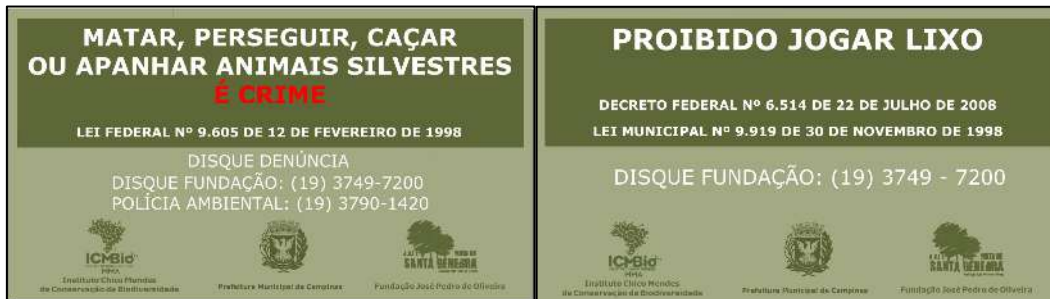 MATAR, PERSEGUIR, CAÇAR
OU APANHAR ANIMAIS SILVESTRES
É CRIME
LEI FEDERAL Nº 9.605 DE 12 DE FEVEREIRO DE 1998
DISQUE DENÚNCIA
DISQUE FUNDAÇÃO: (19) 3749-7200
POLÍCIA AMBIENTAL: (19) 3790-1420
ICMBio
MMA
Instituto Chico Mendes
de Conservação da Biodiversidade
Prefeitura Municipal de Campinas
SANTA GENEBRA
Fundação José Pedro de Oliveira
PROIBIDO JOGAR LIXO
DECRETO FEDERAL Nº 6.514 DE 22 DE JULHO DE 2008
LEI MUNICIPAL Nº 9.919 DE 30 DE NOVEMBRO DE 1998
DISQUE FUNDAÇÃO: (19) 3749 - 7200
ICMBio
MMA
Instituto Chico Mendes
de Conservação da Biodiversidade
Prefeitura Municipal de Campinas
SANTA GENEBRA
Fundação José Pedro de Oliveira